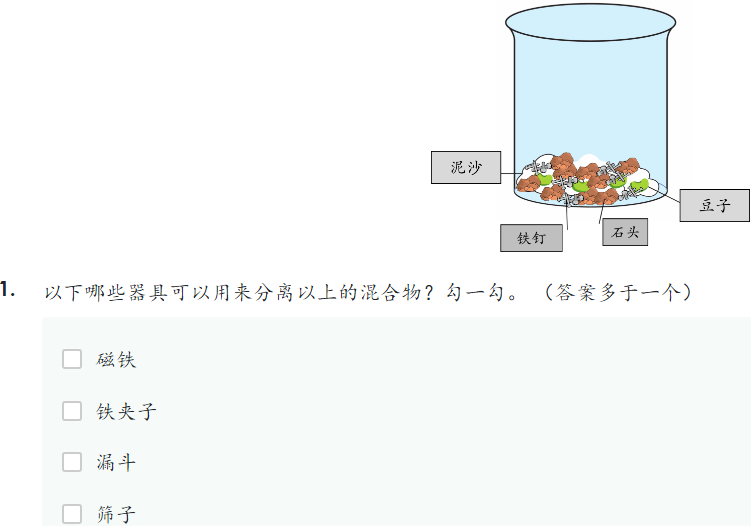 泥沙
豆子
铁钉
石头
1. 以下哪些器具可以用来分离以上的混合物？勾一勾。（答案多于一个）
磁铁
铁夹子
漏斗
筛子